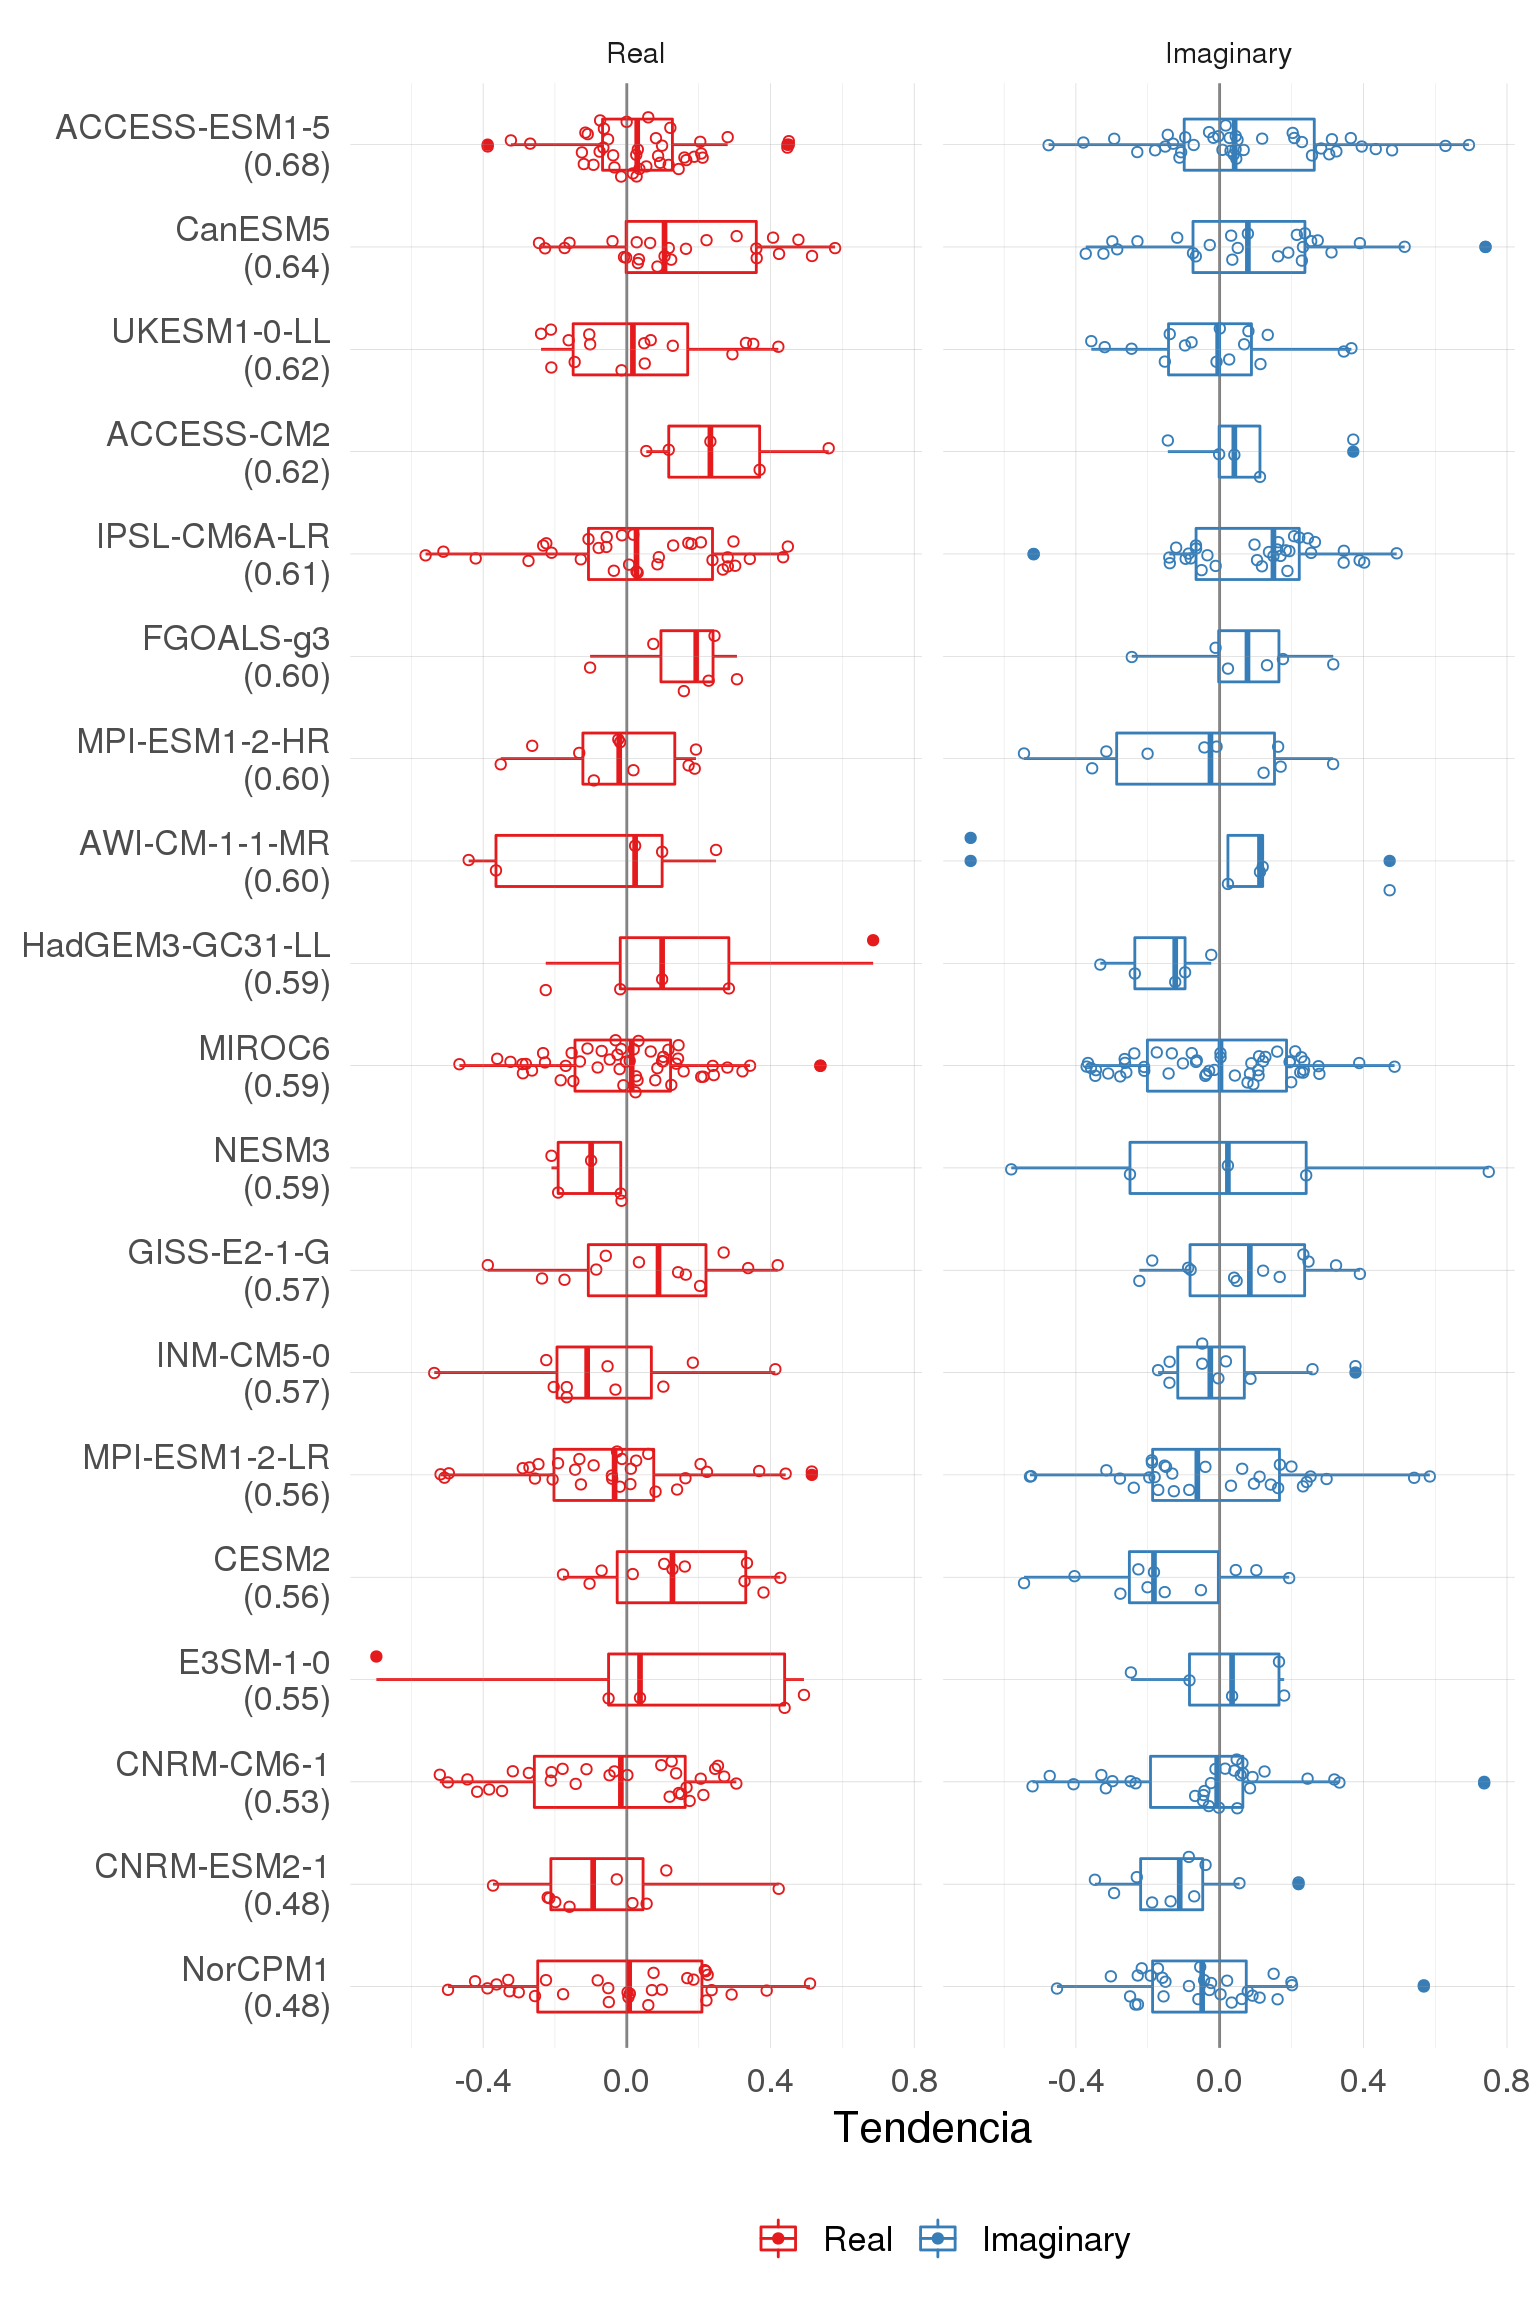 Real Imaginary
ACCESS-ESM1-5
(0.68)
CanESM5
(0.64)
UKESM1-0-LL
(0.62)
ACCESS-CM2
(0.62)
IPSL-CM6A-LR
(0.61)
FGOALS-g3
(0.60)
MPI-ESM1-2-HR
(0.60)
AWI-CM-1-1-MR
(0.60)
HadGEM3-GC31-LL
(0.59)
MIROC6
(0.59)
NESM3
(0.59)
GISS-E2-1-G
(0.57)
INM-CM5-0
(0.57)
MPI-ESM1-2-LR
(0.56)
CESM2
(0.56)
E3SM-1-0
(0.55)
CNRM-CM6-1
(0.53)
CNRM-ESM2-1
(0.48)
NorCPM1
(0.48)
-0.4 0.0 0.4 0.8 -0.4 0.0 0.4 0.8
Tendencia
Real Imaginary